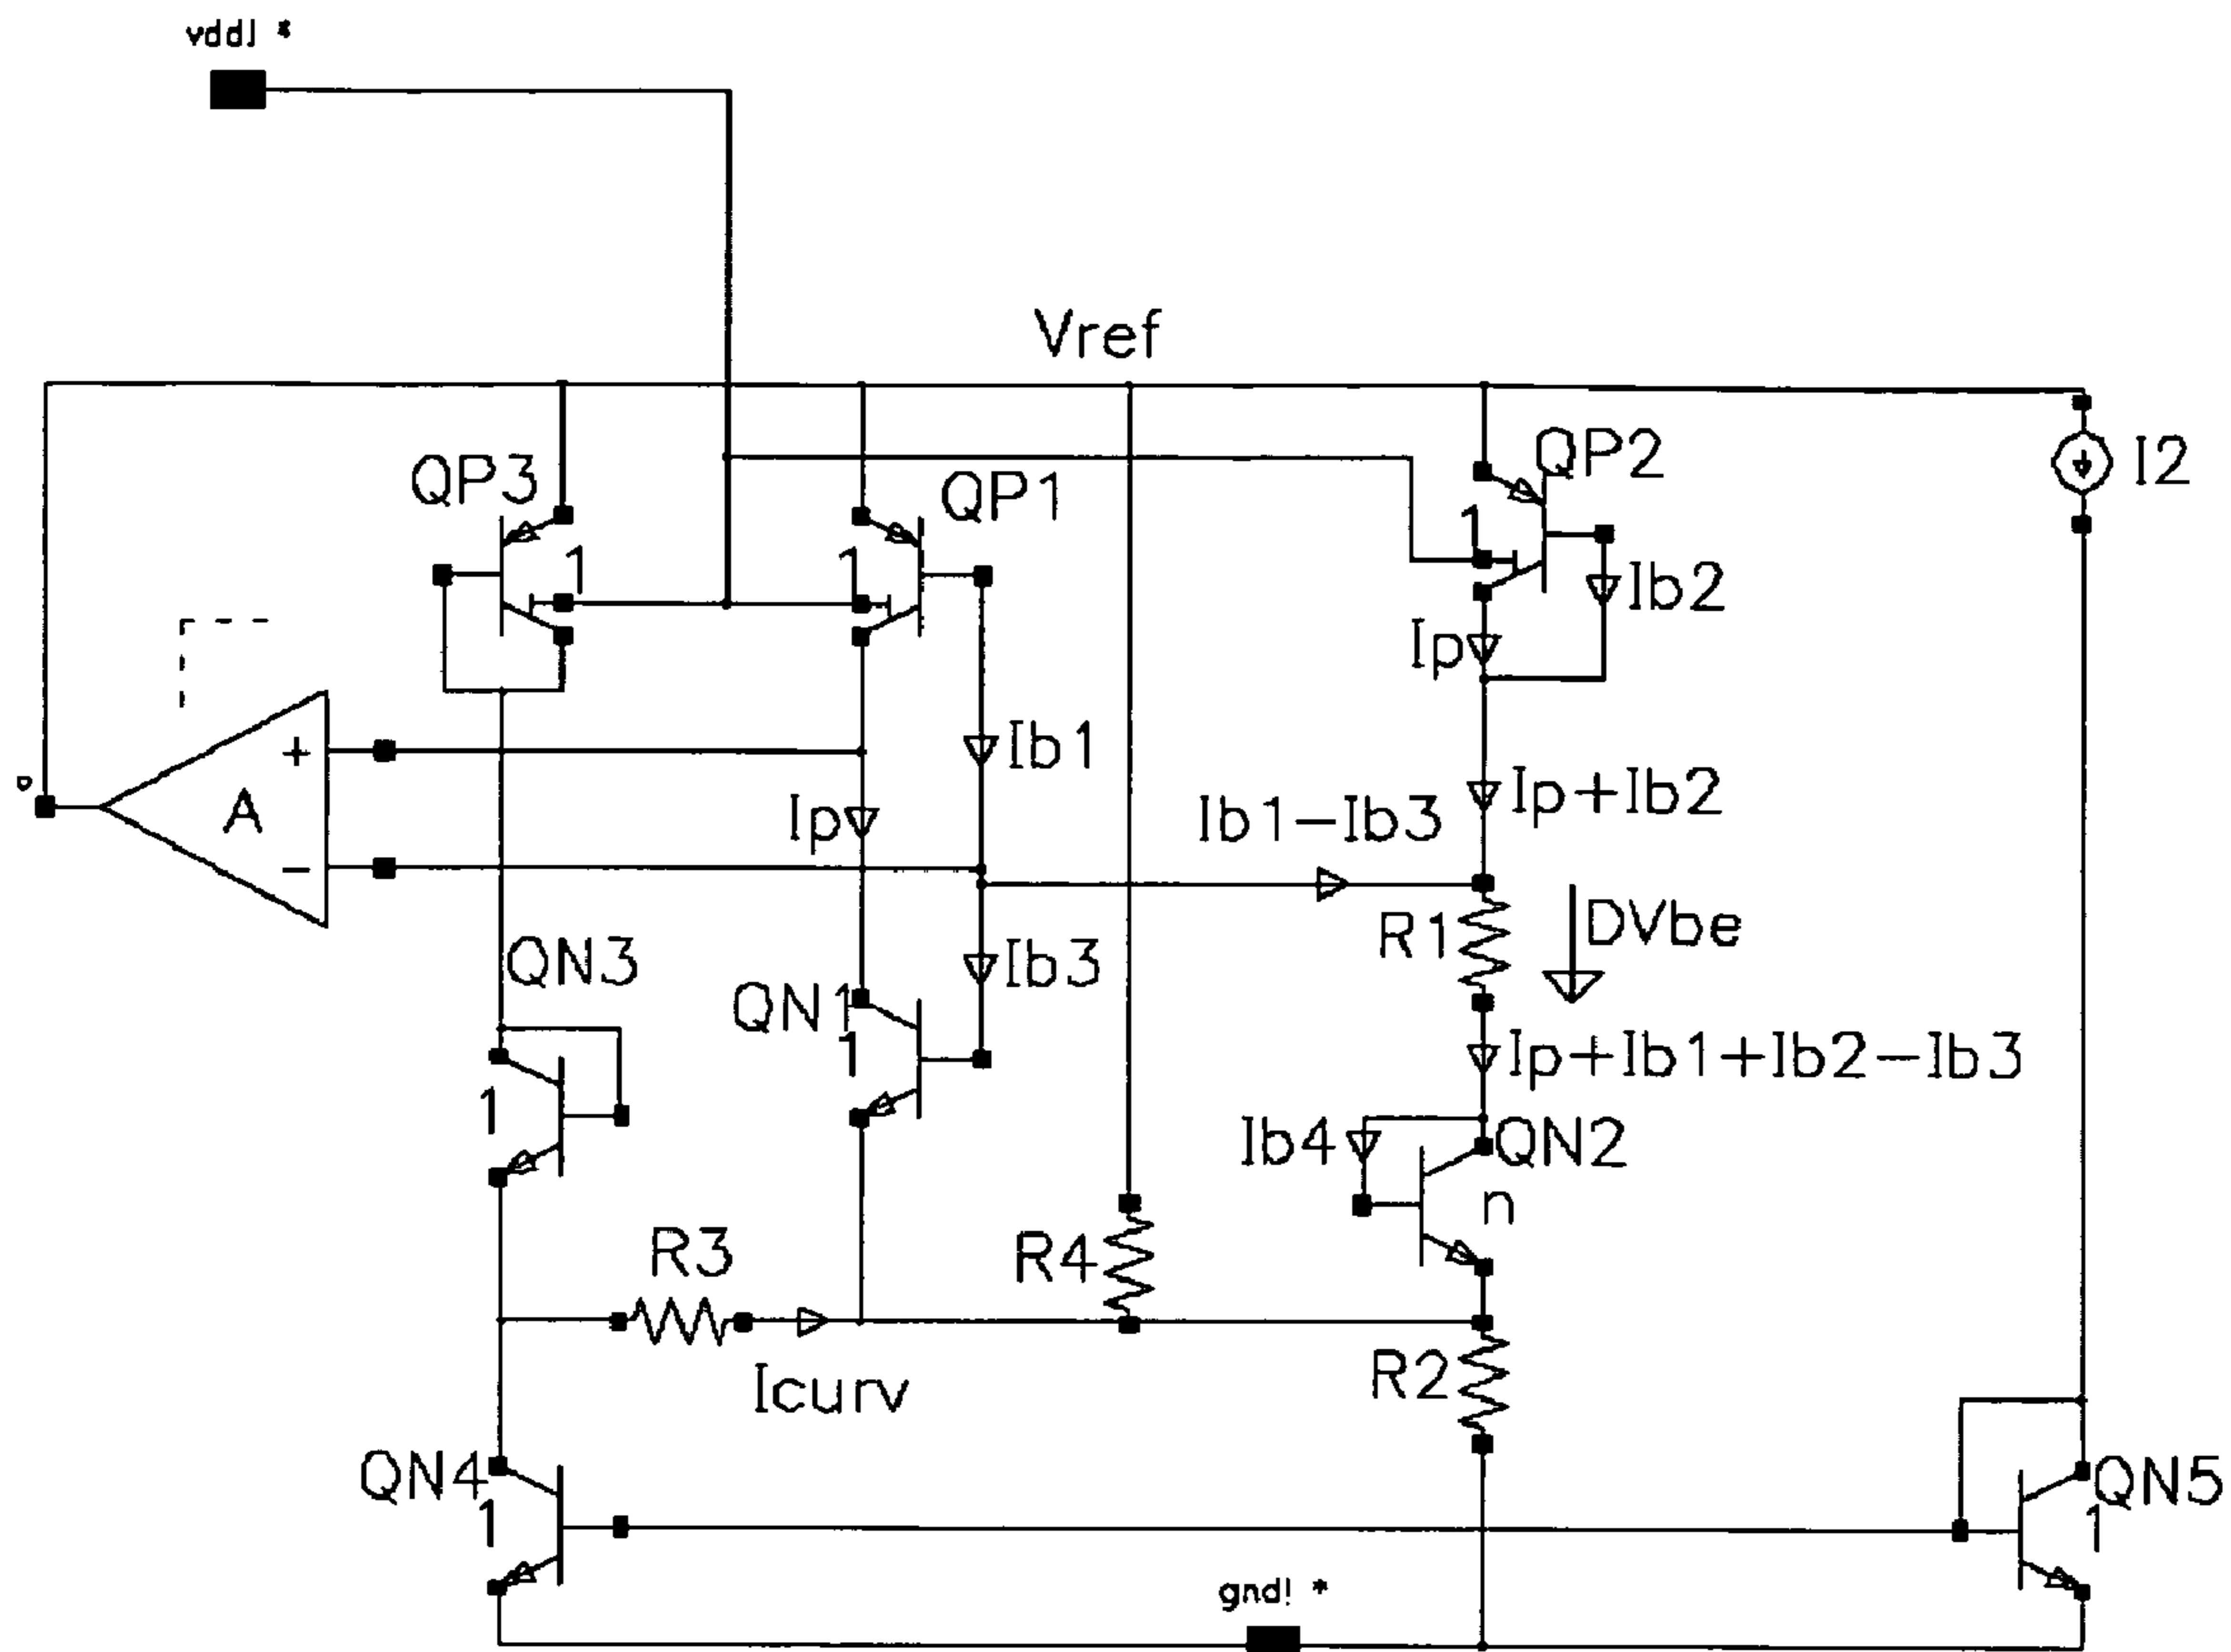 vdd! *
Vref
QP2
I2
QP3
QP1
1
1
1
Ib2
Ip
+
Ib1
Ip+Ib2
A
Ip
Ib1-Ib3
-
R1
DVbe
QN3
Ib3
QN1
1
Ip+Ib1+Ib2-Ib3
1
Ib4
QN2
n
R3
R4
Icurv
R2
QN4
1
QN5
1
gnd! *